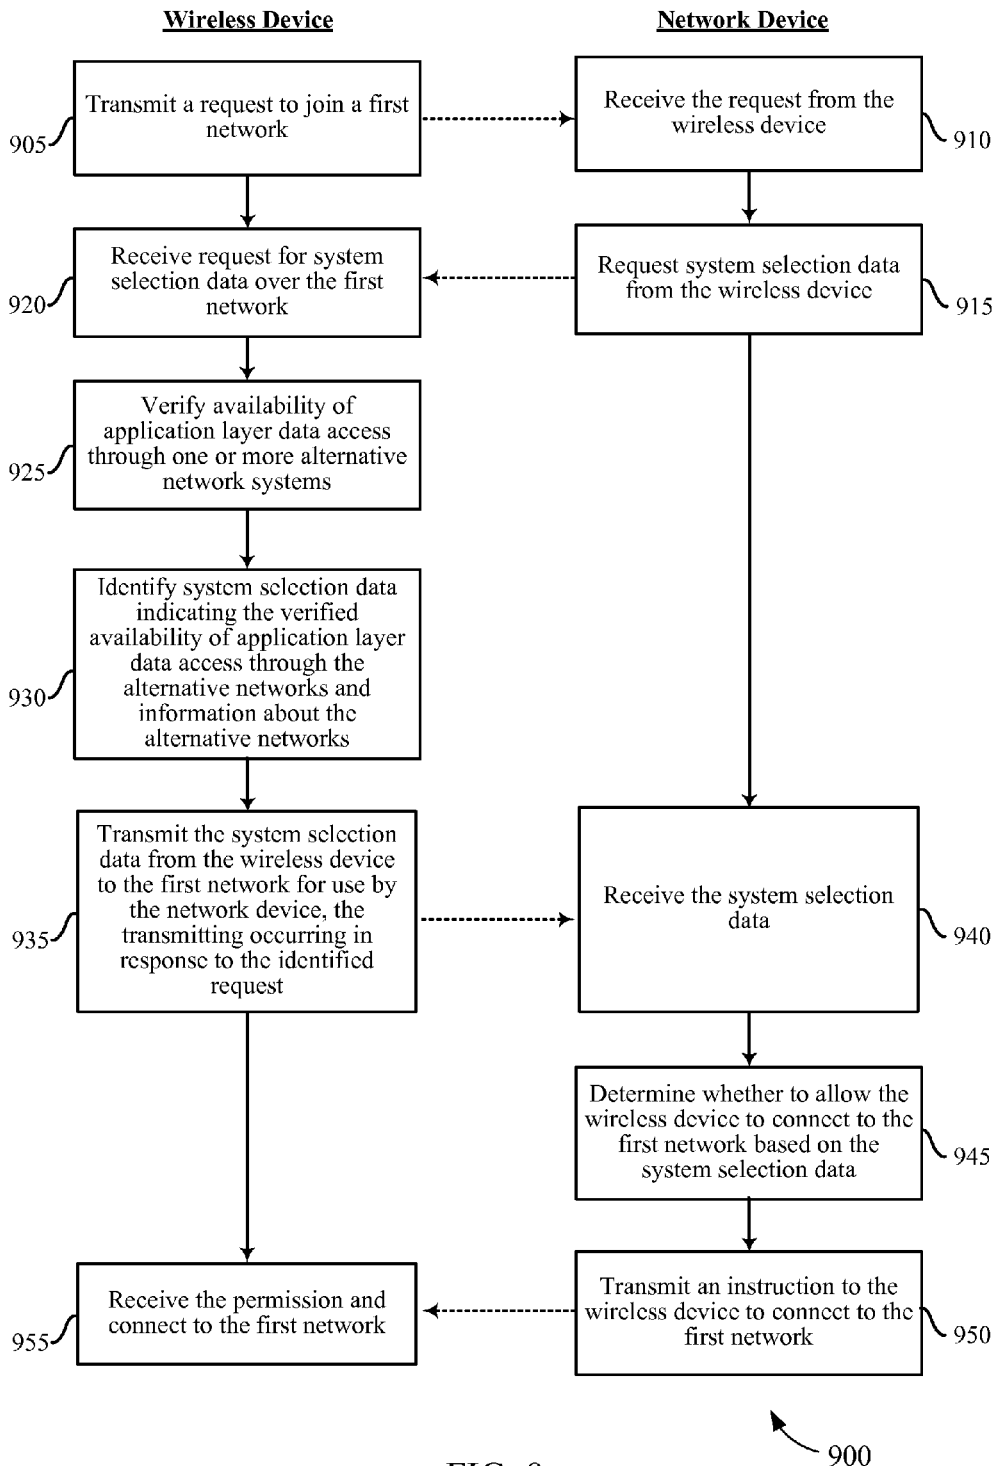 Wireless Device
Network Device
Transmit a request to join a first
network
905
Receive the request from the
wireless device
910
Receive request for system
selection data over the first
network
920
Request system selection data
from the wireless device
915
Verify availability of
application layer data access
through one or more alternative
network systems
925
Identify system selection data
indicating the verified
availability of application layer
data access through the
alternative networks and
information about the
alternative networks
930
Transmit the system selection
data from the wireless device
to the first network for use by
the network device, the
transmitting occurring in
response to the identified
request
935
Receive the system selection
data
940
Determine whether to allow the
wireless device to connect to the
first network based on the
system selection data
945
Transmit an instruction to the
wireless device to connect to the
first network
950
Receive the permission and
connect to the first network
955
900